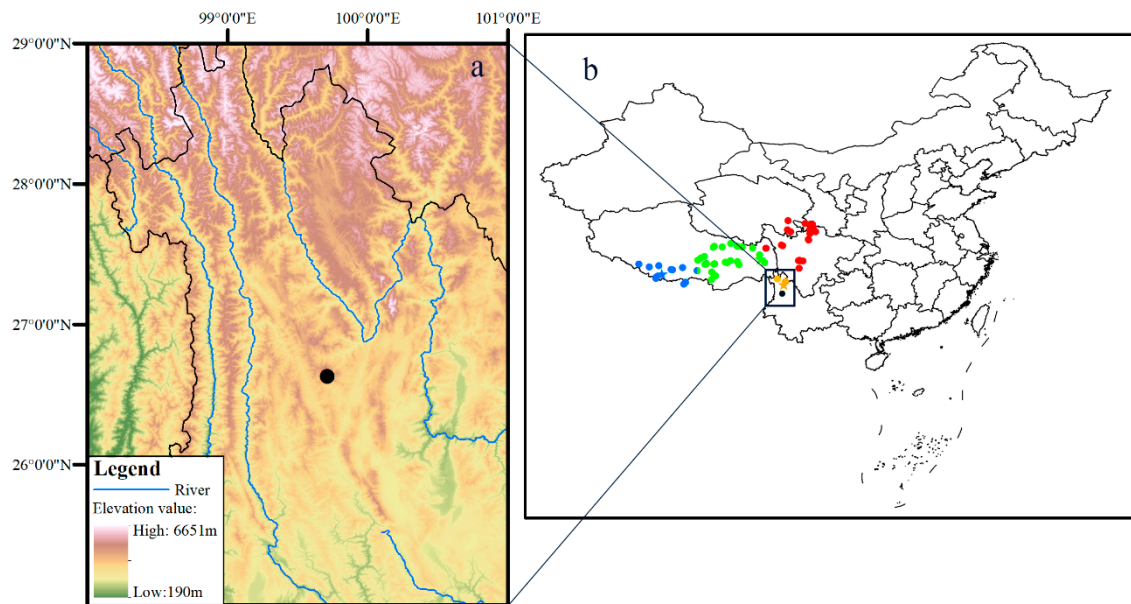 99°0'0"E 100°0'0"E 101°0'0"E
29°0'0"N
a
b
28°0'0"N
27°0'0"N
26°0'0"N
Legend
River
Elevation value:
High: 6651m
Low:190m